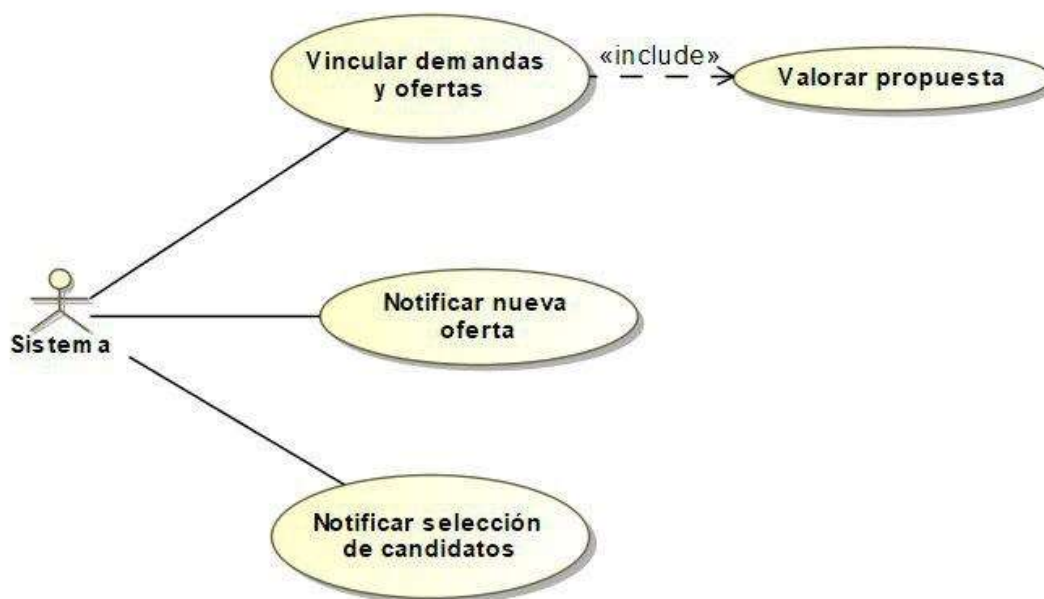 Vincular demandas
y ofertas
«include»
Valorar propuesta
Notificar nueva
oferta
Sistema
Notificar selección
de candidatos